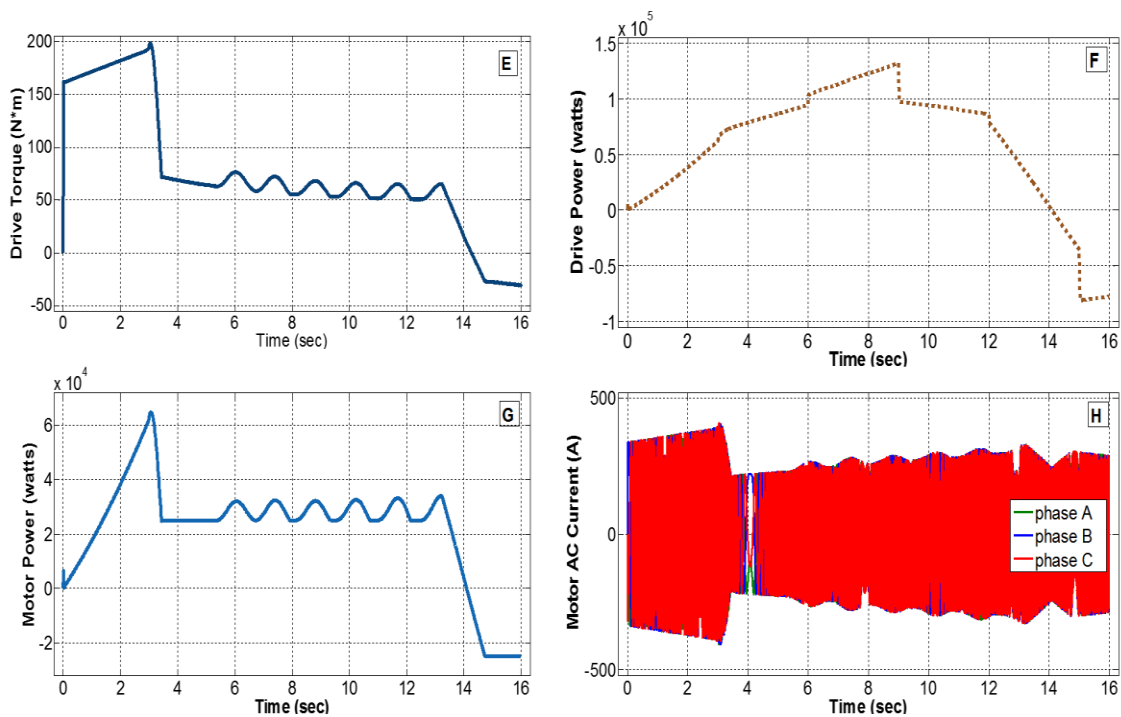 E
200
150
100
50
0
-50
Drive Torque (N*m)
0 2 4 6 8 10 12 14 16
Time (sec)
x 10^5
F
1.5
1
0.5
0
-0.5
-1
Drive Power (watts)
0 2 4 6 8 10 12 14 16
Time (sec)
x 10^4
G
6
4
2
0
-2
Motor Power (watts)
0 2 4 6 8 10 12 14 16
Time (sec)
H
500
0
-500
Motor AC Current (A)
phase A
phase B
phase C
0 2 4 6 8 10 12 14 16
Time (sec)